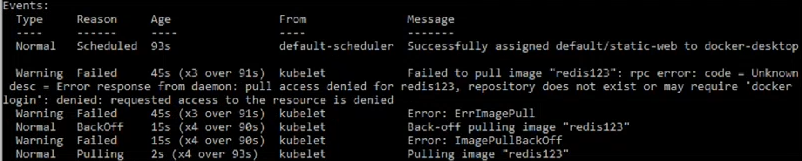 Events:
Type Reason Age From Message
---- ------ ---- ---- -------
Normal Scheduled 93s default-scheduler Successfully assigned default/static-web to docker-desktop
Warning Failed 45s (x3 over 91s) kubelet Failed to pull image "redis123": rpc error: code = Unknown
desc = Error response from daemon: pull access denied for redis123, repository does not exist or may require 'docker
login': denied: requested access to the resource is denied
Warning Failed 45s (x3 over 91s) kubelet Error: ErrImagePull
Normal BackOff 15s (x4 over 90s) kubelet Back-off pulling image "redis123"
Warning Failed 15s (x4 over 90s) kubelet Error: ImagePullBackOff
Normal Pulling 2s (x4 over 93s) kubelet Pulling image "redis123"